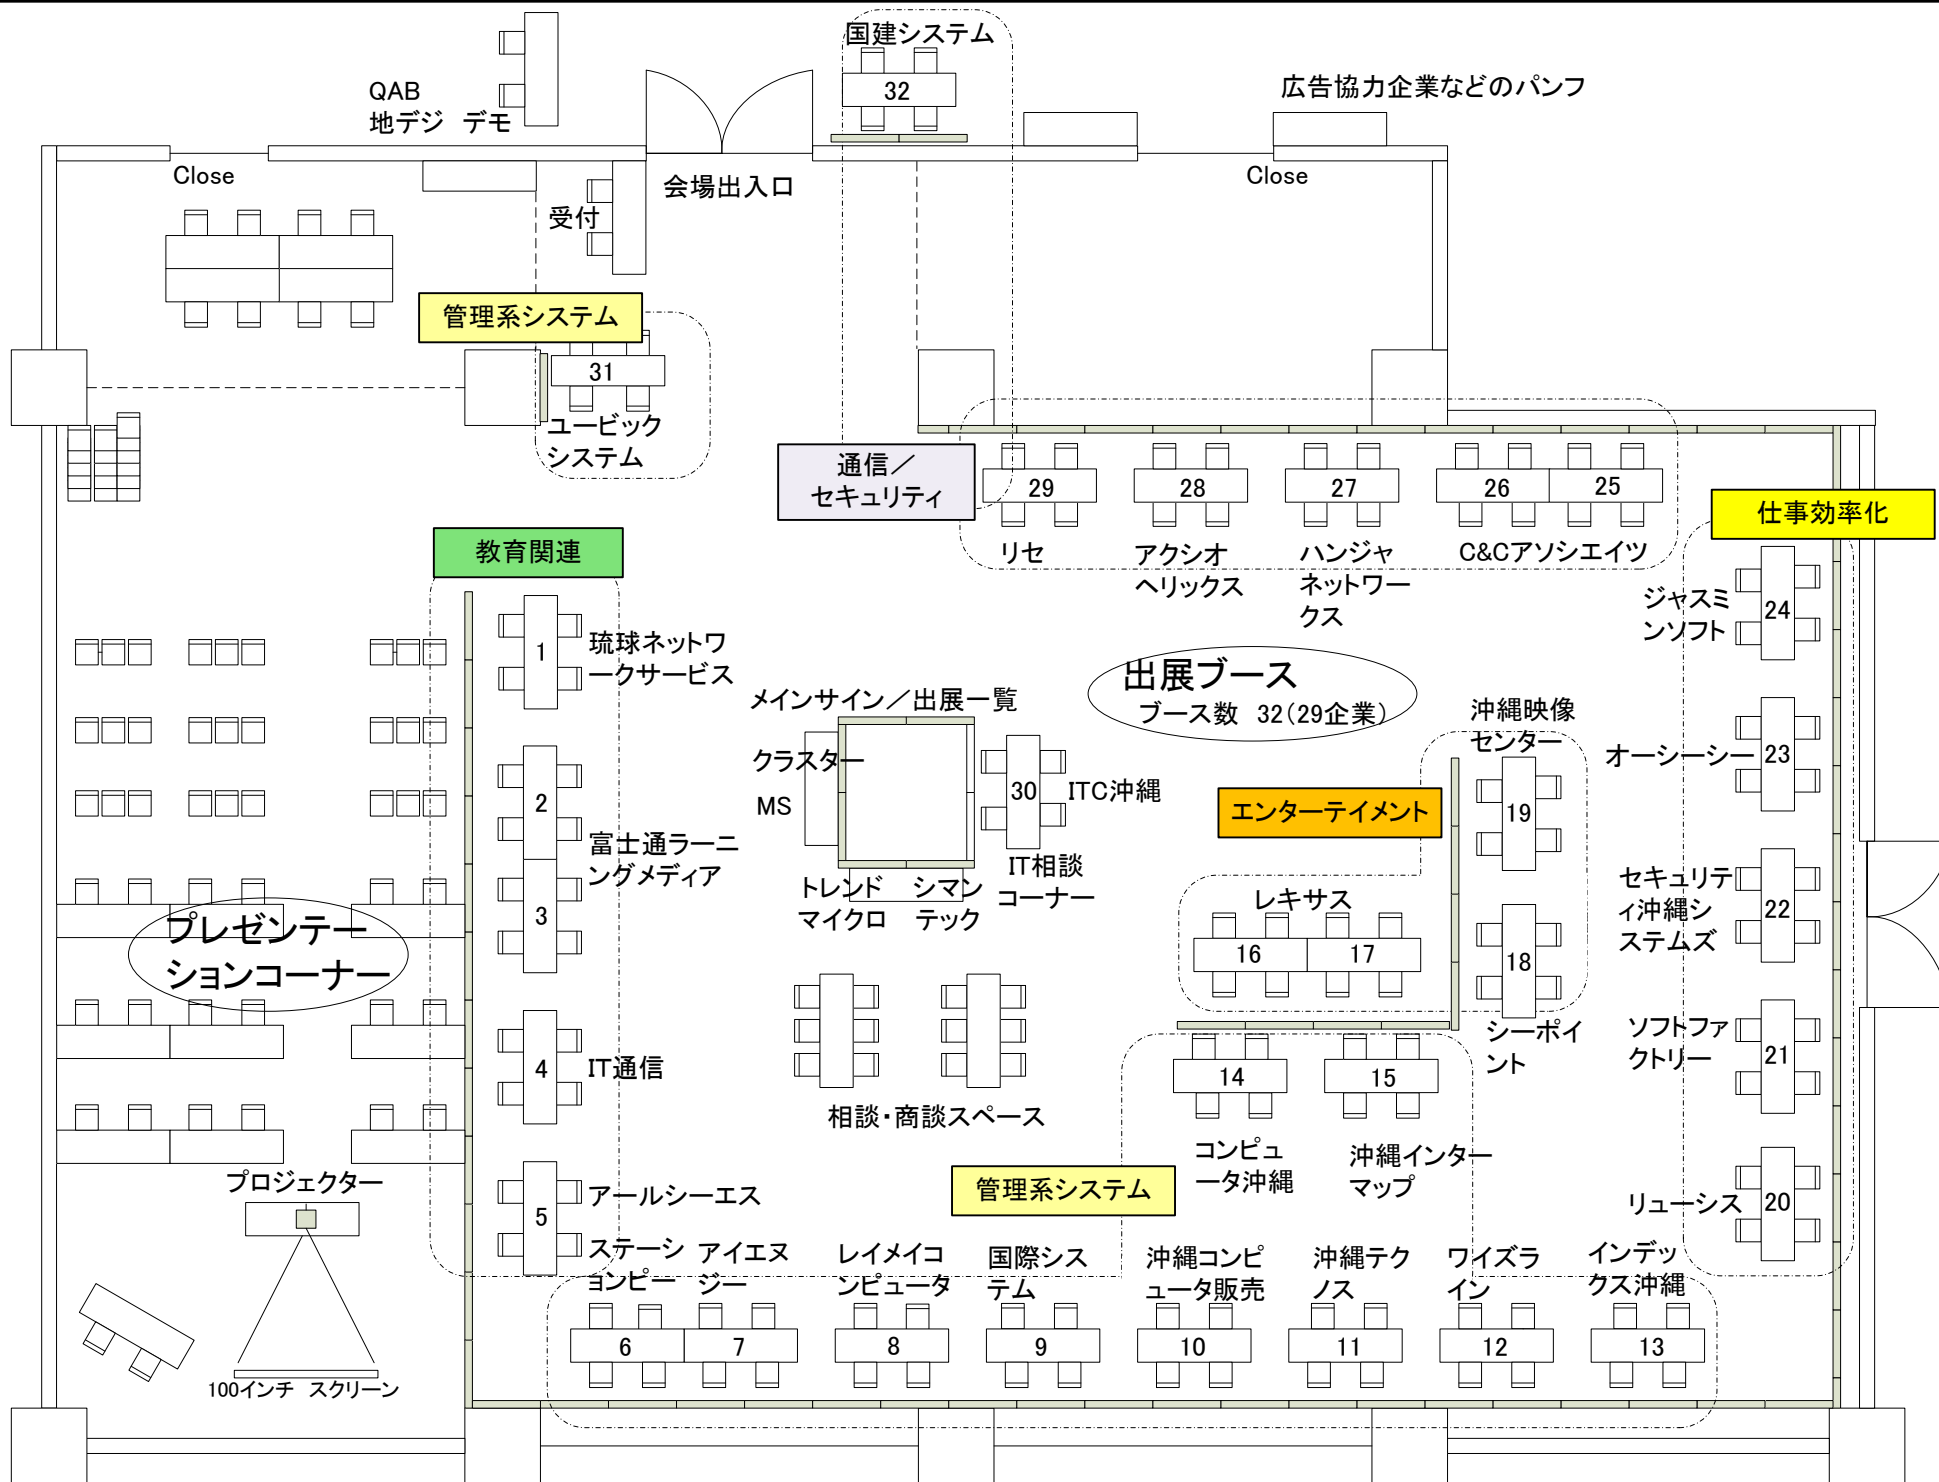 国建システム
32
QAB
地デジ デモ
広告協力企業などのパンフ
Close
会場出入口
Close
受付
管理系システム
31
ユービック
システム
通信／
セキュリティ
29
28
27
26
25
リセ
アクシオ
ヘリックス
ハンジャ
ネットワー
クス
C&Cアソシエイツ
仕事効率化
教育関連
24
ジャスミ
ンソフト
1
琉球ネットワ
ークサービス
出展ブース
ブース数 32（29企業）
メインサイン／出展一覧
クラスター
MS
30
ITC沖縄
IT相談
コーナー
トレンド
マイクロ
シマン
テック
沖縄映像
センター
19
オーシーシー
23
エンターテイメント
2
富士通ラーニ
ングメディア
3
レキサス
16
17
18
シーポイ
ント
セキュリテ
ィ沖縄シ
ステムズ
22
プレゼンテー
ションコーナー
4
IT通信
相談・商談スペース
14
15
コンピュ
ータ沖縄
沖縄インター
マップ
ソフトファ
クトリー
21
管理系システム
プロジェクター
5
アールシーエス
リューシス
20
ステーシ
ョンピー
アイエヌ
ジー
レイメイコ
ンピュータ
国際シス
テム
沖縄コンピ
ュータ販売
沖縄テク
ノス
ワイズラ
イン
インデッ
クス沖縄
6
7
8
9
10
11
12
13
100インチ スクリーン